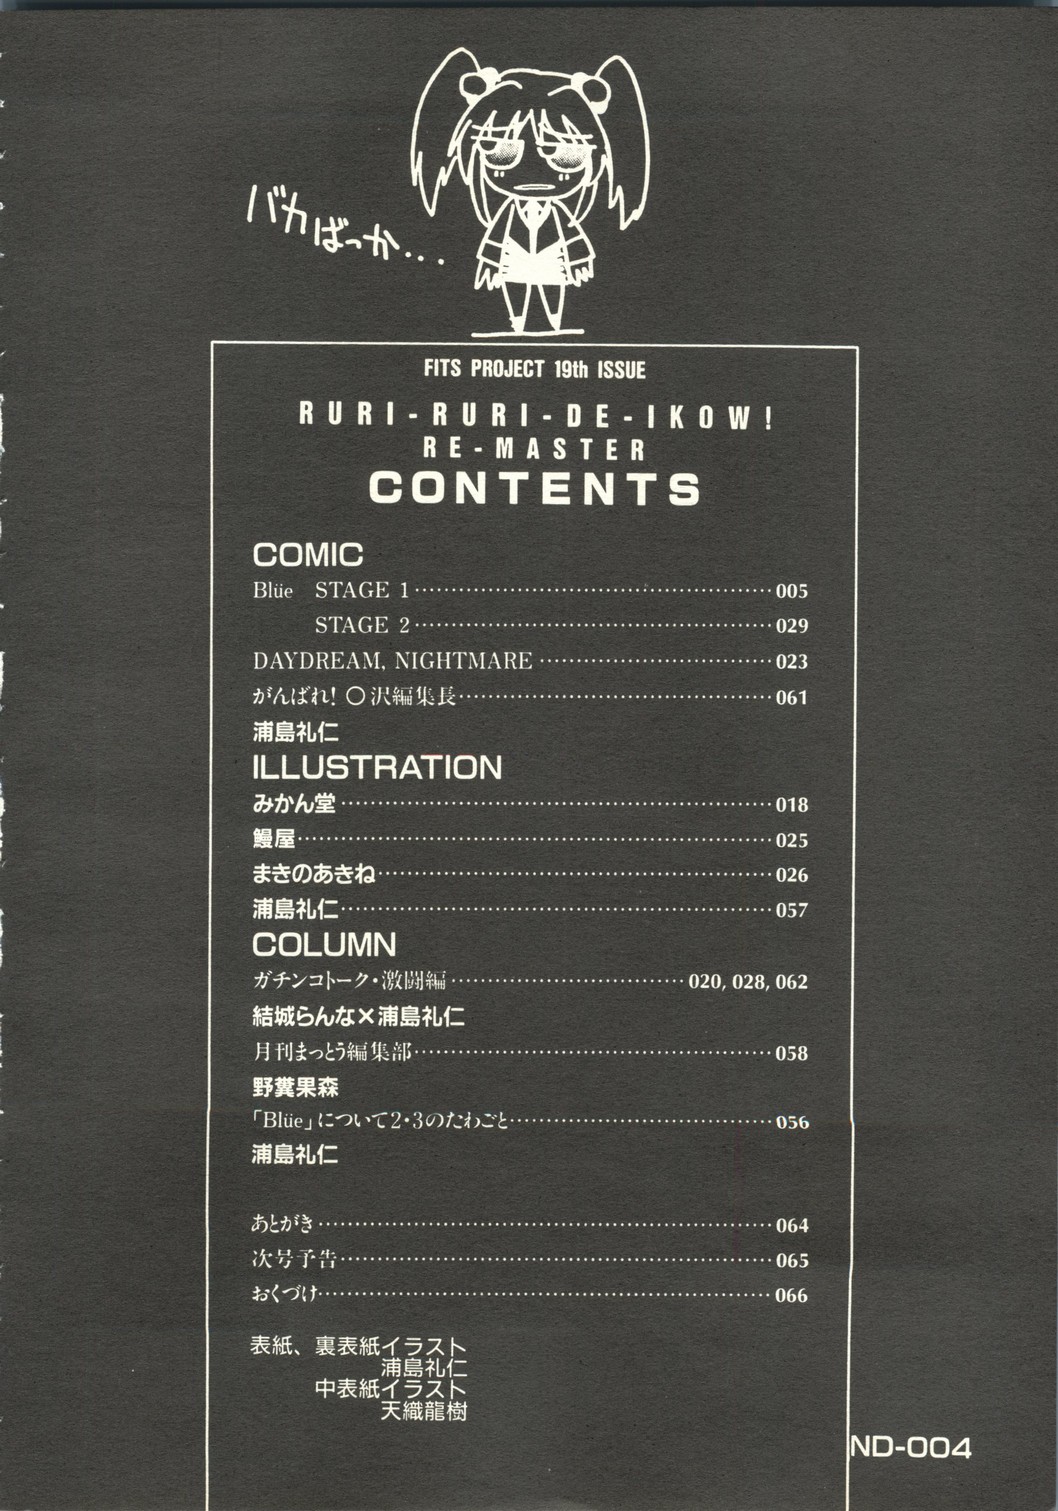 バカばっか...
FITS PROJECT 19th ISSUE
RURI-RURI-DE-IKOW!
RE-MASTER
CONTENTS
COMIC
Blüe STAGE 1 005
STAGE 2 029
DAYDREAM, NIGHTMARE 023
がんばれ! ○沢編集長 061
浦島礼仁
ILLUSTRATION
みかん堂 018
鰻屋 025
まきのあきね 026
浦島礼仁 057
COLUMN
ガチンコトーク・激闘編 020, 028, 062
結城らんな×浦島礼仁
月刊まっとう編集部 058
野糞果森
「Blüe」について2・3のたわごと 056
浦島礼仁
あとがき 064
次号予告 065
おくづけ 066
表紙、裏表紙イラスト
浦島礼仁
中表紙イラスト
天織龍樹
ND-004